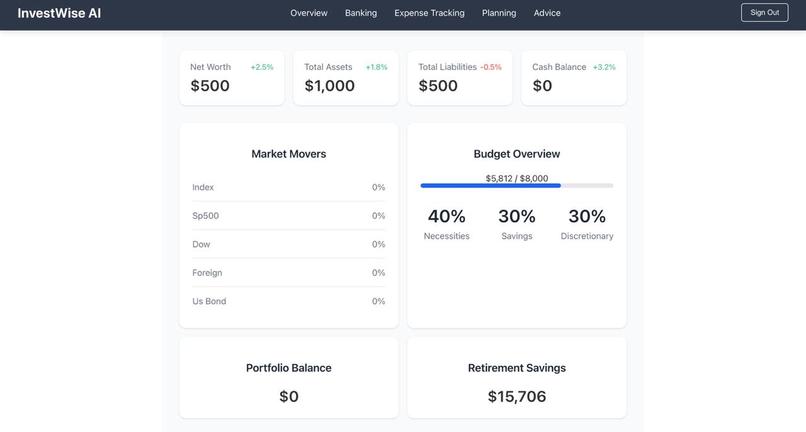 InvestWise AI
Overview Banking Expense Tracking Planning Advice
Sign Out
Net Worth +2.5%
$500
Total Assets +1.8%
$1,000
Total Liabilities -0.5%
$500
Cash Balance +3.2%
$0
Market Movers
Index 0%
Sp500 0%
Dow 0%
Foreign 0%
Us Bond 0%
Budget Overview
$5,812 / $8,000
40% 30% 30%
Necessities Savings Discretionary
Portfolio Balance
$0
Retirement Savings
$15,706